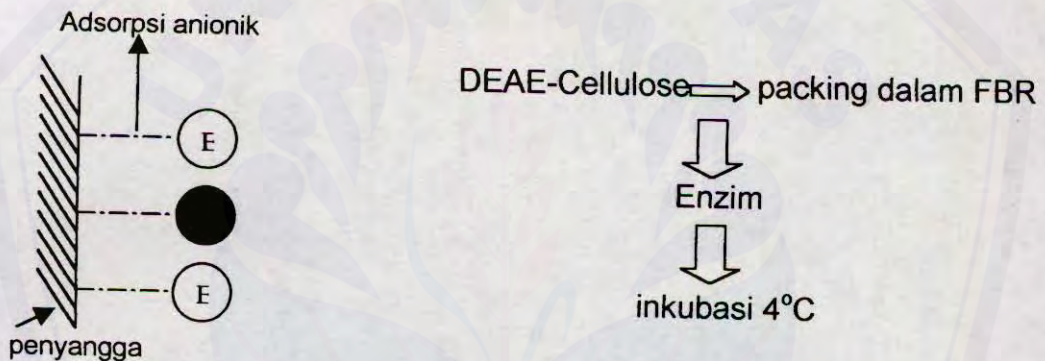 Adsorpsi anionik
E
E
penyangga
DEAE-Cellulose packing dalam FBR
Enzim
inkubasi 4°C